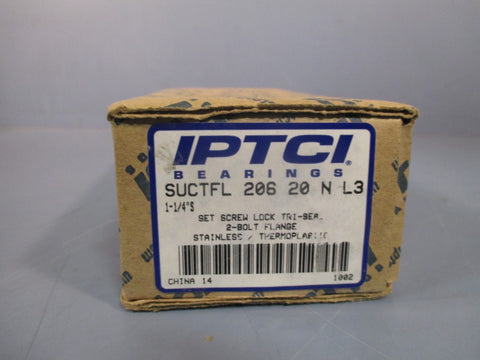 IPTCI
BEARINGS
SUCTFL 206 20 N L3
1-1/4"S
SET SCREW LOCK TRI-SEAL
2-BOLT FLANGE
STAINLESS / THERMOPLASTIC
CHINA 14 1002